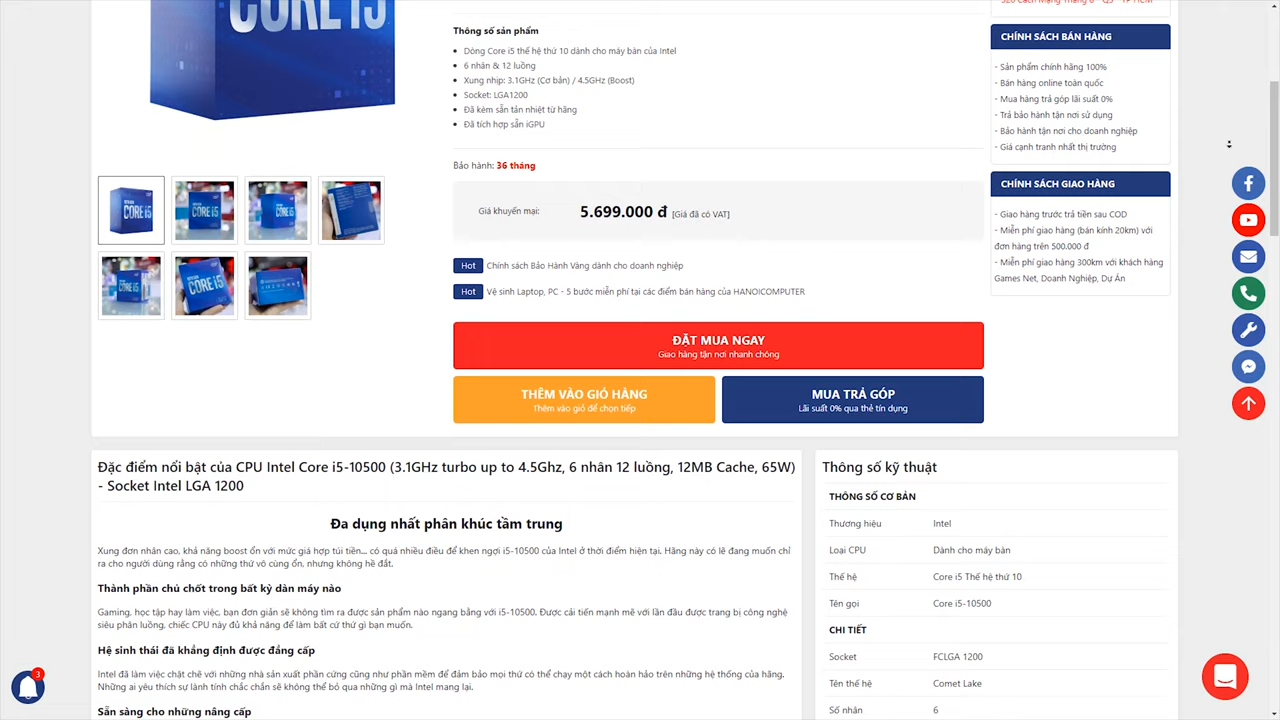 CORE i5
Thông số sản phẩm
Dòng Core i5 thế hệ thứ 10 dành cho máy bàn của Intel
6 nhân & 12 luồng
Xung nhịp: 3.1GHz (Cơ bản) / 4.5GHz (Boost)
Socket: LGA1200
Đã kèm sẵn tản nhiệt từ hãng
Đã tích hợp sẵn iGPU
Bảo hành: 36 tháng
Giá khuyến mại: 5.699.000 đ [Giá đã có VAT]
Hot Chính sách Bảo Hành Vàng dành cho doanh nghiệp
Hot Vệ sinh Laptop, PC - 5 bước miễn phí tại các điểm bán hàng của HANOICOMPUTER
ĐẶT MUA NGAY
Giao hàng tận nơi nhanh chóng
THÊM VÀO GIỎ HÀNG
Thêm vào giỏ để chọn tiếp
MUA TRẢ GÓP
Lãi suất 0% qua thẻ tín dụng
CHÍNH SÁCH BÁN HÀNG
- Sản phẩm chính hãng 100%
- Bán hàng online toàn quốc
- Mua hàng trả góp lãi suất 0%
- Trả bảo hành tận nơi sử dụng
- Bảo hành tận nơi cho doanh nghiệp
- Giá cạnh tranh nhất thị trường
CHÍNH SÁCH GIAO HÀNG
- Giao hàng trước trả tiền sau COD
- Miễn phí giao hàng (bán kính 20km) với
đơn hàng trên 500.000 đ
- Miễn phí giao hàng 300km với khách hàng
Games Net, Doanh Nghiệp, Dự Án
Đặc điểm nổi bật của CPU Intel Core i5-10500 (3.1GHz turbo up to 4.5Ghz, 6 nhân 12 luồng, 12MB Cache, 65W)
- Socket Intel LGA 1200
Đa dụng nhất phân khúc tầm trung
Xung đơn nhân cao, khả năng boost ổn với mức giá hợp túi tiền... có quá nhiều điều để khen ngợi i5-10500 của Intel ở thời điểm hiện tại. Hãng này có lẽ đang muốn chỉ
ra cho người dùng rằng có những thứ vô cùng ổn, nhưng không hề đắt.
Thành phần chủ chốt trong bất kỳ dàn máy nào
Gaming, học tập hay làm việc, bạn đơn giản sẽ không tìm ra được sản phẩm nào ngang bằng với i5-10500. Được cải tiến mạnh mẽ với lần đầu được trang bị công nghệ
siêu phân luồng, chiếc CPU này đủ khả năng để làm bất cứ thứ gì bạn muốn.
Hệ sinh thái đã khẳng định được đẳng cấp
Intel đã làm việc chặt chẽ với những nhà sản xuất phần cứng cũng như phần mềm để đảm bảo mọi thứ có thể chạy một cách hoàn hảo trên những hệ thống của hãng.
Những ai yêu thích sự lành tính chắc chắn sẽ không thể bỏ qua những gì mà Intel mang lại.
Sẵn sàng cho những nâng cấp
Thông số kỹ thuật
THÔNG SỐ CƠ BẢN
Thương hiệu Intel
Loại CPU Dành cho máy bàn
Thế hệ Core i5 Thế hệ thứ 10
Tên gọi Core i5-10500
CHI TIẾT
Socket FCLGA 1200
Tên thế hệ Comet Lake
Số nhân 6
3